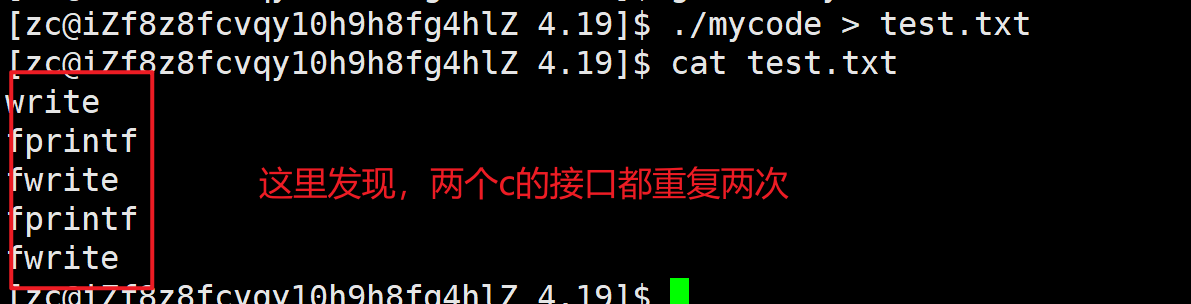 [zc@iZf8z8fcvqy10h9h8fg4hlZ 4.19]$ ./mycode > test.txt
[zc@iZf8z8fcvqy10h9h8fg4hlZ 4.19]$ cat test.txt
write
fprintf
fwrite
这里发现，两个c的接口都重复两次
fprintf
fwrite
[zc@iZf8z8fcvqy10h9h8fg4hlZ 4.19]$